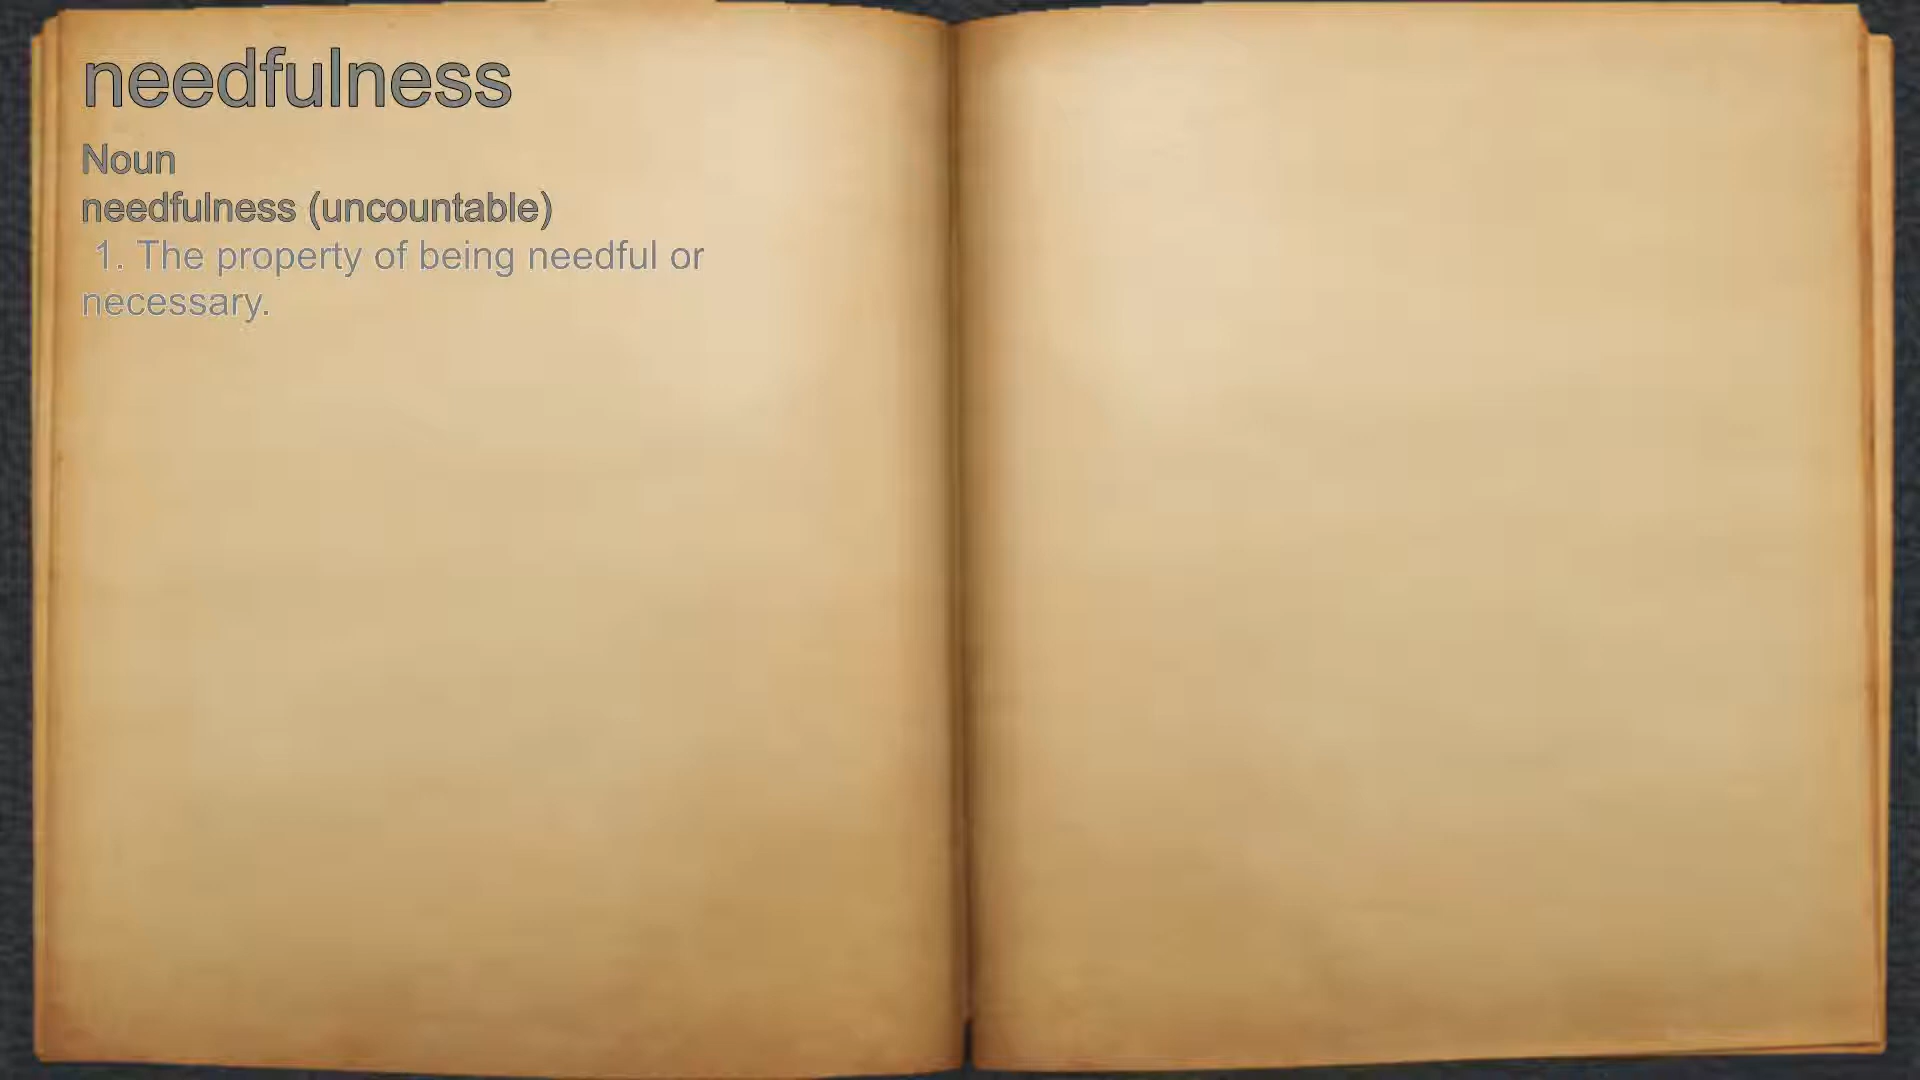 needfulness
Noun
needfulness (uncountable)
1. The property of being needful or
necessary.